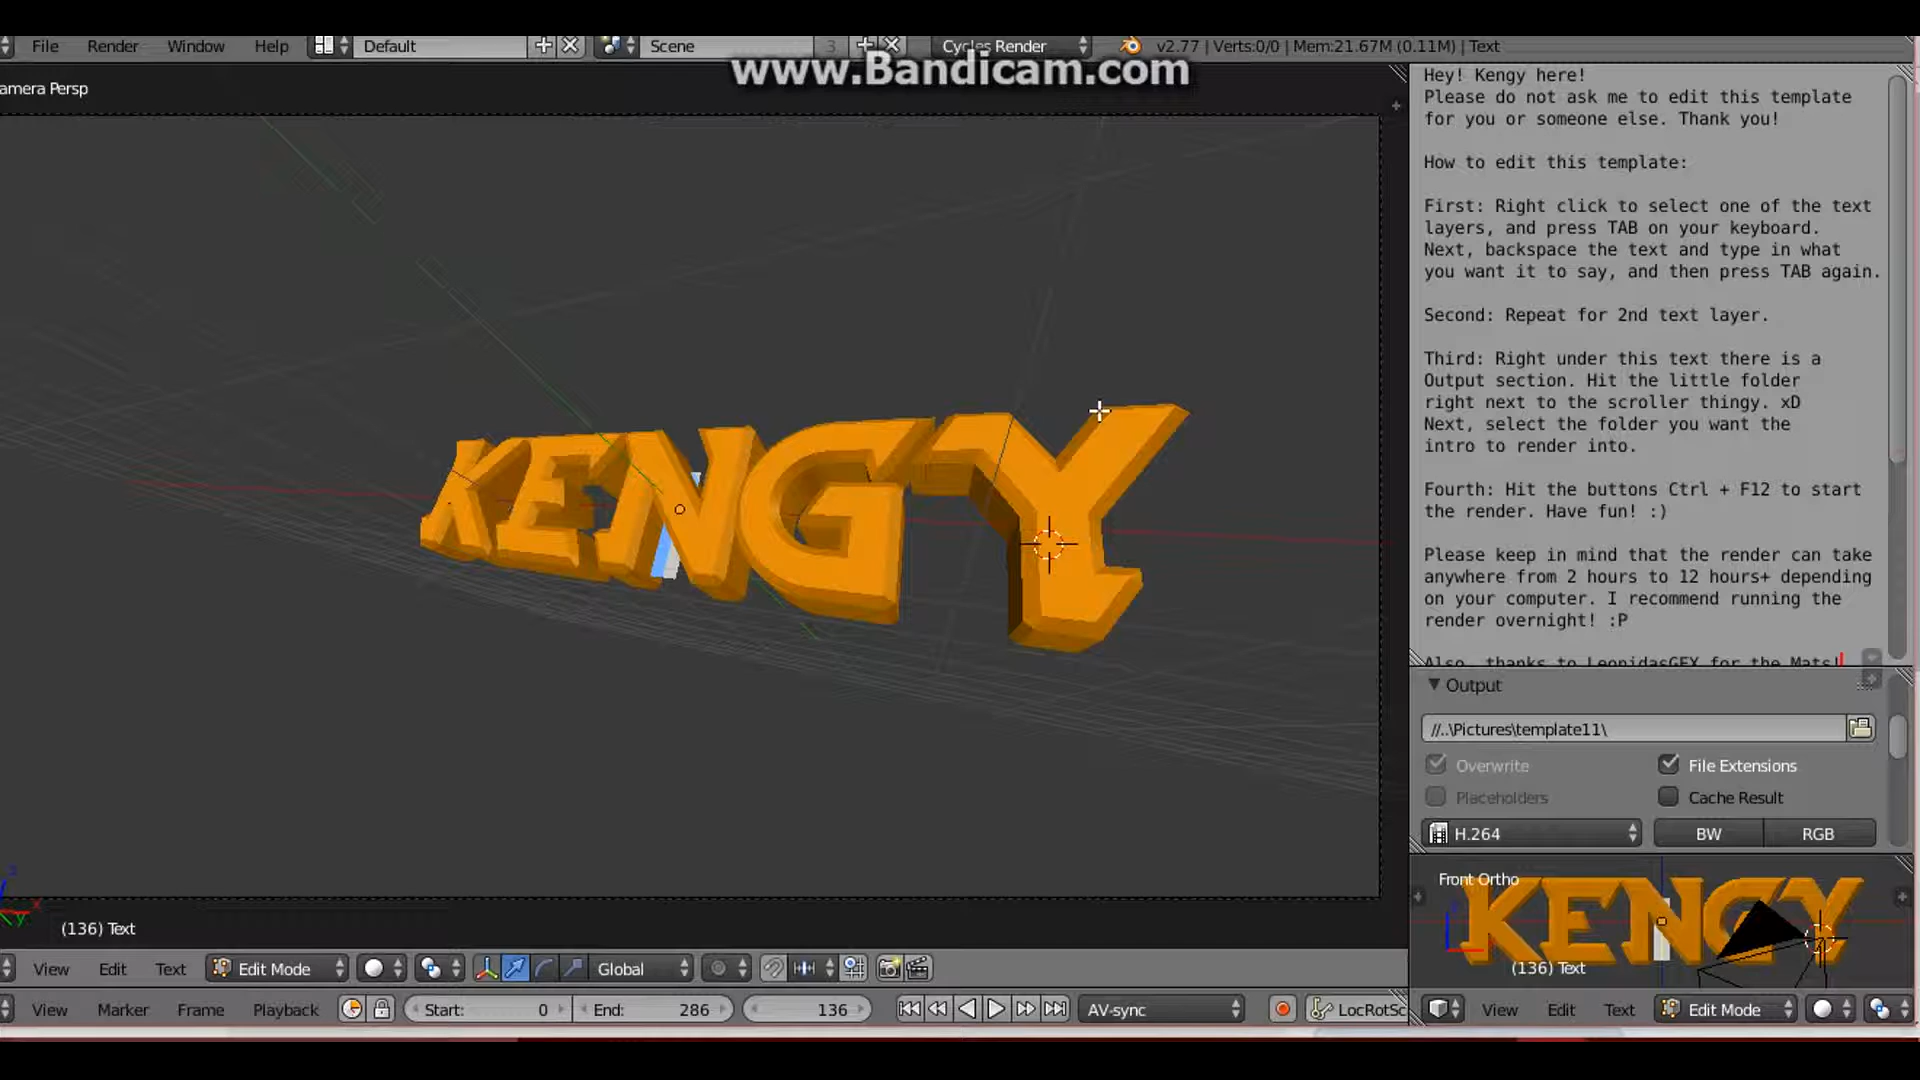 File Render Window Help Default Scene 3 Cycles Render v2.77 | Verts:0/0 | Mem:21.67M (0.11M) | Text
www.Bandicam.com
amera Persp
KENGY
(136) Text
View Edit Text Edit Mode Global
View Marker Frame Playback Start: 0 End: 286 136 AV-sync LocRotSc
Hey! Kengy here!
Please do not ask me to edit this template
for you or someone else. Thank you!
How to edit this template:
First: Right click to select one of the text
layers, and press TAB on your keyboard.
Next, backspace the text and type in what
you want it to say, and then press TAB again.
Second: Repeat for 2nd text layer.
Third: Right under this text there is a
Output section. Hit the little folder
right next to the scroller thingy. xD
Next, select the folder you want the
intro to render into.
Fourth: Hit the buttons Ctrl + F12 to start
the render. Have fun! :)
Please keep in mind that the render can take
anywhere from 2 hours to 12 hours+ depending
on your computer. I recommend running the
render overnight! :P
Also, thanks to LeonidasGFX for the Mats!
Output
//..\Pictures\template11\
Overwrite File Extensions
Placeholders Cache Result
H.264 BW RGB
Front Ortho
KENGY
(136) Text
View Edit Text Edit Mode